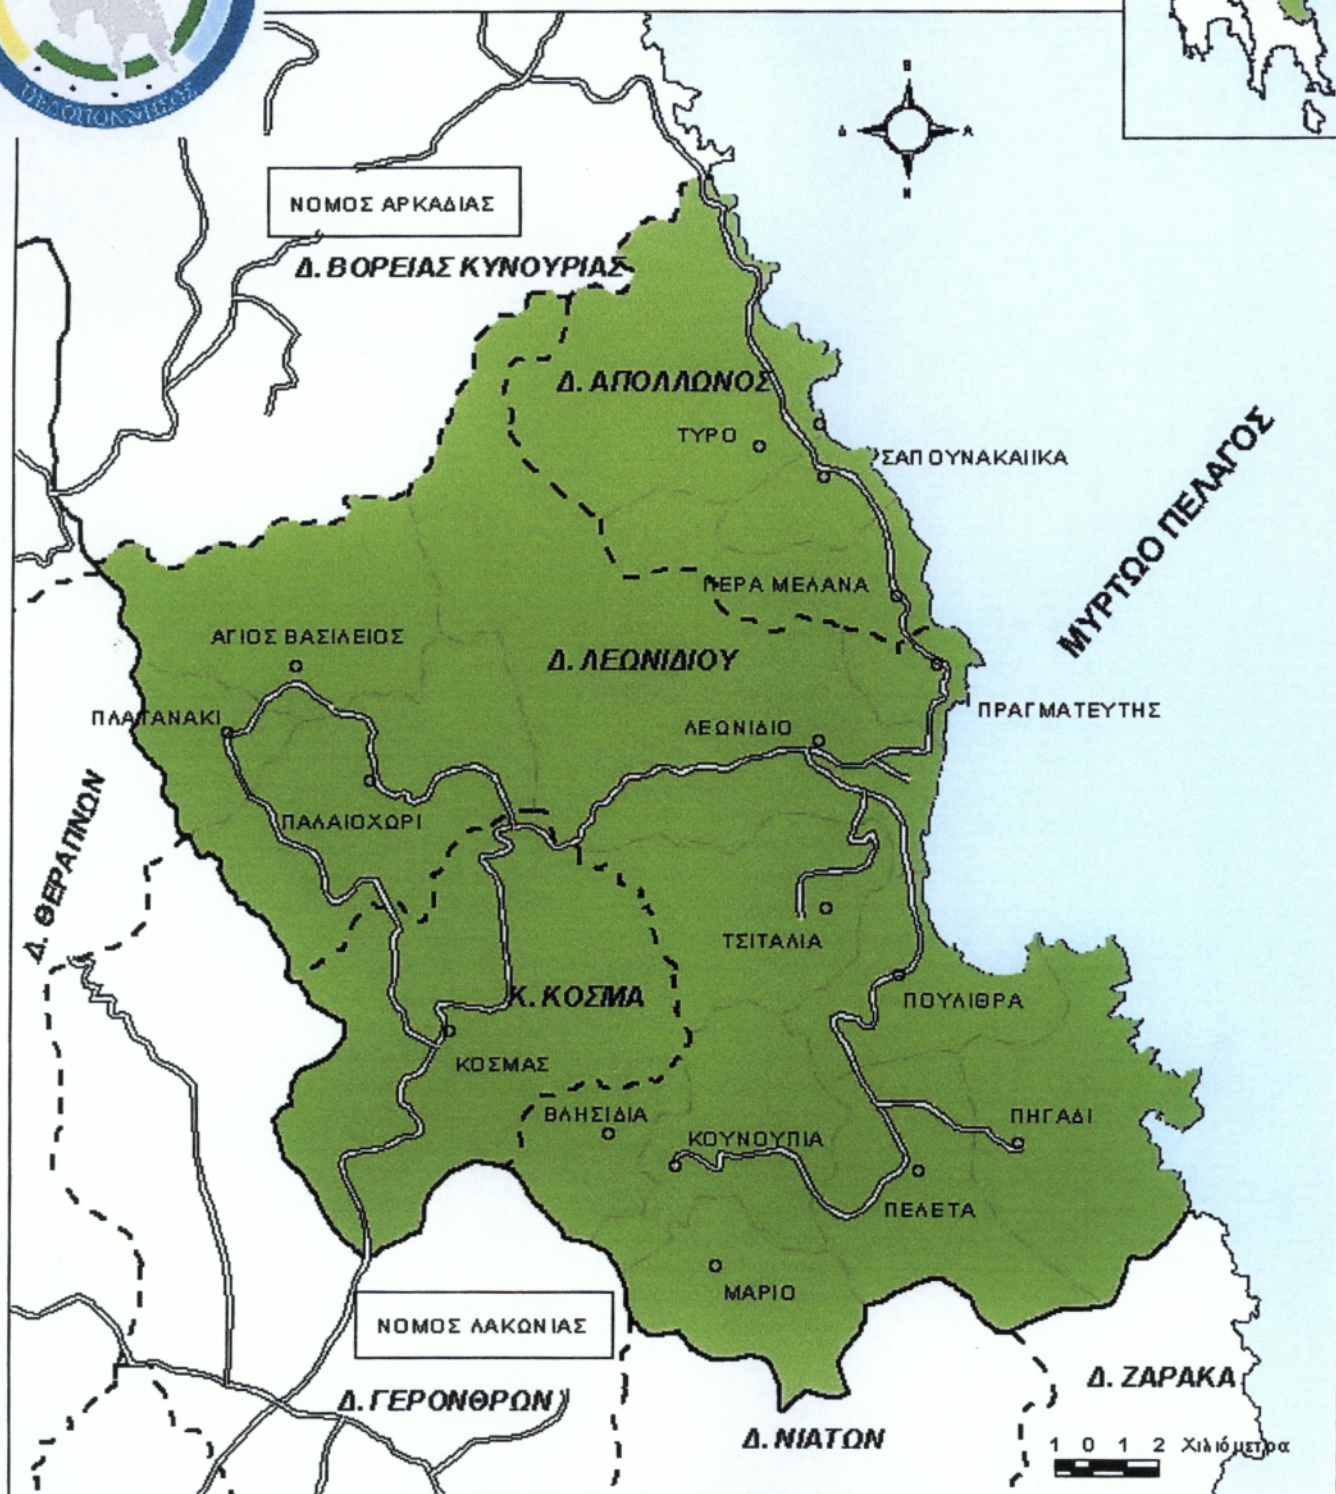 ΠΕΛΟΠΟΝΝΗΣΟΣ
Β
Δ
Α
Ν
ΝΟΜΟΣ ΑΡΚΑΔΙΑΣ
Δ. ΒΟΡΕΙΑΣ ΚΥΝΟΥΡΙΑΣ
Δ. ΑΠΟΛΛΩΝΟΣ
ΤΥΡΟ
ΣΑΠΟΥΝΑΚΑΙΙΚΑ
ΜΥΡΤΩΟ ΠΕΛΑΓΟΣ
ΠΕΡΑ ΜΕΛΑΝΑ
ΑΓΙΟΣ ΒΑΣΙΛΕΙΟΣ
Δ. ΛΕΩΝΙΔΙΟΥ
ΠΛΑΤΑΝΑΚΙ
ΠΡΑΓΜΑΤΕΥΤΗΣ
ΛΕΩΝΙΔΙΟ
ΠΑΛΑΙΟΧΩΡΙ
Δ. ΘΕΡΑΠΝΩΝ
ΤΣΙΤΑΛΙΑ
Κ. ΚΟΣΜΑ
ΠΟΥΛΙΘΡΑ
ΚΟΣΜΑΣ
ΒΛΗΣΙΔΙΑ
ΠΗΓΑΔΙ
ΚΟΥΝΟΥΠΙΑ
ΠΕΛΕΤΑ
ΜΑΡΙΟ
ΝΟΜΟΣ ΛΑΚΩΝΙΑΣ
Δ. ΖΑΡΑΚΑ
Δ. ΓΕΡΟΝΘΡΩΝ
Δ. ΝΙΑΤΩΝ
1 0 1 2 Χιλιόμετρα